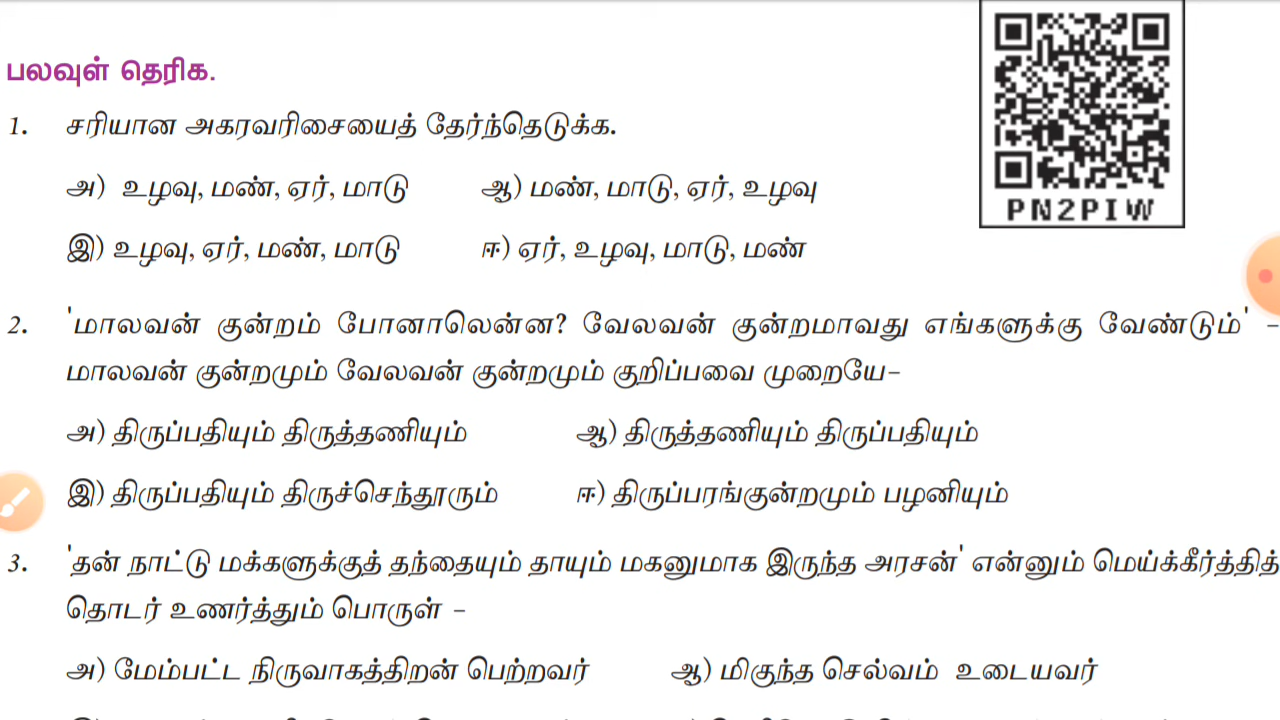 பலவுள் தெரிக.
PN2PIW
1. சரியான அகரவரிசையைத் தேர்ந்தெடுக்க.
அ) உழவு, மண், ஏர், மாடு ஆ) மண், மாடு, ஏர், உழவு
இ) உழவு, ஏர், மண், மாடு ஈ) ஏர், உழவு, மாடு, மண்
2. 'மாலவன் குன்றம் போனாலென்ன? வேலவன் குன்றமாவது எங்களுக்கு வேண்டும்' –
மாலவன் குன்றமும் வேலவன் குன்றமும் குறிப்பவை முறையே–
அ) திருப்பதியும் திருத்தணியும் ஆ) திருத்தணியும் திருப்பதியும்
இ) திருப்பதியும் திருச்செந்தூரும் ஈ) திருப்பரங்குன்றமும் பழனியும்
3. 'தன் நாட்டு மக்களுக்குத் தந்தையும் தாயும் மகனுமாக இருந்த அரசன்' என்னும் மெய்க்கீர்த்தித்
தொடர் உணர்த்தும் பொருள் –
அ) மேம்பட்ட நிருவாகத்திறன் பெற்றவர் ஆ) மிகுந்த செல்வம் உடையவர்